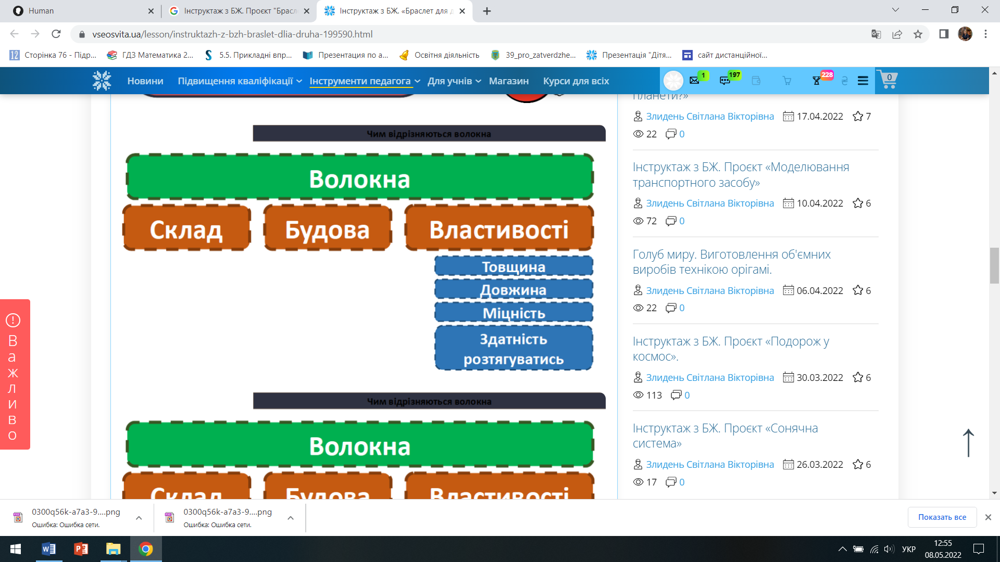 Human
Інструктаж з БЖ. Проєкт "Брасл
Інструктаж з БЖ. «Браслет для д
vseosvita.ua/lesson/instruktazh-z-bzh-braslet-dlia-druha-199590.html
Сторінка 76 - Підр...
ГДЗ Математика 2...
5.5. Прикладні впр...
Презентация по а...
Освітня діяльність
39_pro_zatverdzhe...
Презентація "Дітя...
сайт дистанційної...
Новини
Підвищення кваліфікації
Інструменти педагога
Для учнів
Магазин
Курси для всіх
1
197
228
0
Чим відрізняються волокна
Волокна
Склад
Будова
Властивості
Товщина
Довжина
Міцність
Здатність
розтягуватись
Чим відрізняються волокна
Волокна
Склад
Будова
Властивості
планети?»
Злидень Світлана Вікторівна 17.04.2022 7
22 0
Інструктаж з БЖ. Проєкт «Моделювання
транспортного засобу»
Злидень Світлана Вікторівна 10.04.2022 6
72 0
Голуб миру. Виготовлення об'ємних
виробів технікою орігамі.
Злидень Світлана Вікторівна 06.04.2022 6
22 0
Інструктаж з БЖ. Проєкт «Подорож у
космос».
Злидень Світлана Вікторівна 30.03.2022 6
113 0
Інструктаж з БЖ. Проєкт «Сонячна
система»
Злидень Світлана Вікторівна 26.03.2022 6
17 0
Важливо
0300q56k-a7a3-9....png
Ошибка: Ошибка сети.
0300q56k-a7a3-9....png
Ошибка: Ошибка сети.
Показать все
УКР
12:55
08.05.2022